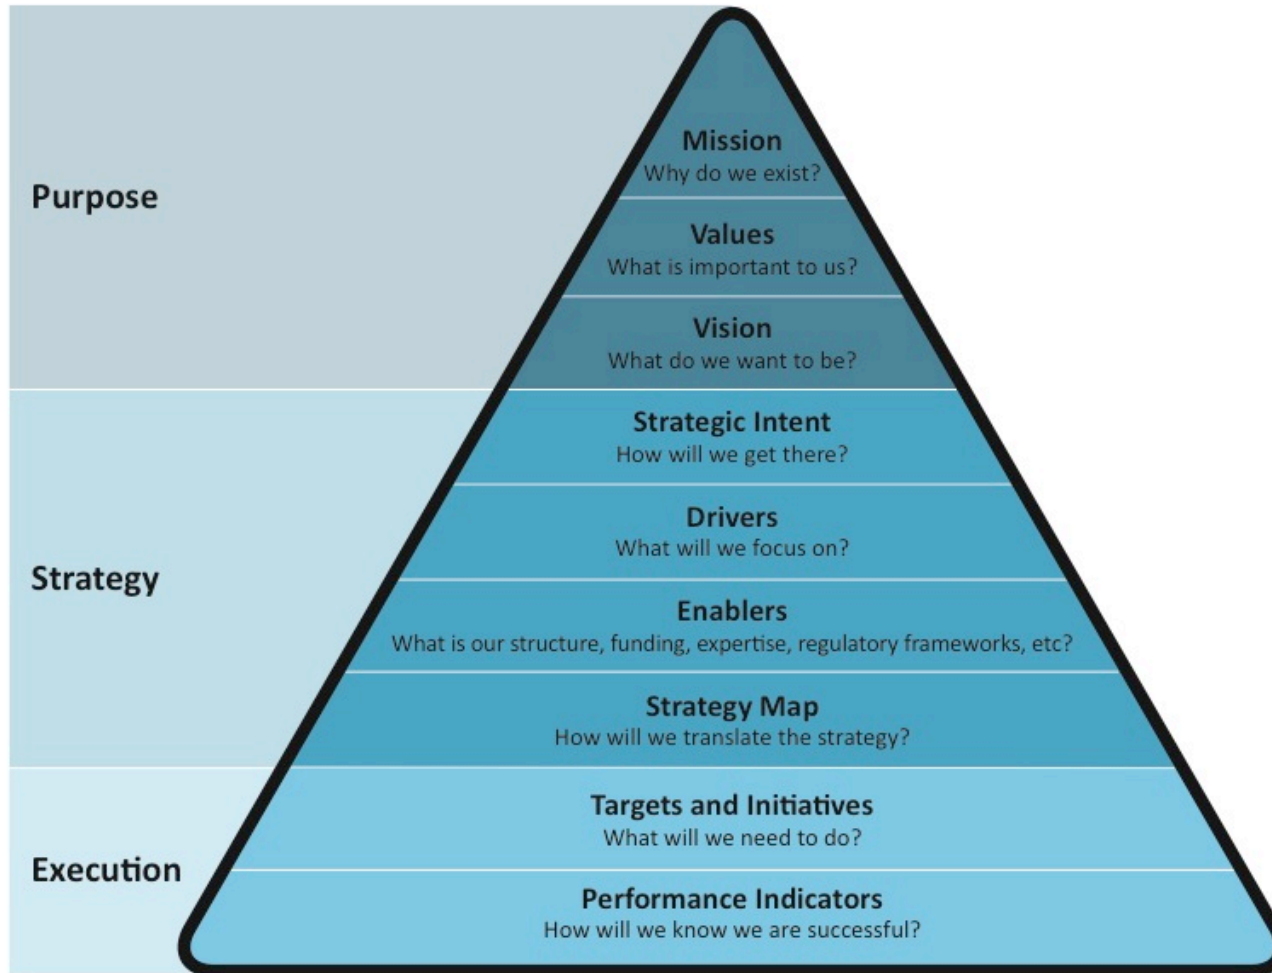 Purpose
Mission
Why do we exist?
Values
What is important to us?
Vision
What do we want to be?
Strategy
Strategic Intent
How will we get there?
Drivers
What will we focus on?
Enablers
What is our structure, funding, expertise, regulatory frameworks, etc?
Strategy Map
How will we translate the strategy?
Execution
Targets and Initiatives
What will we need to do?
Performance Indicators
How will we know we are successful?